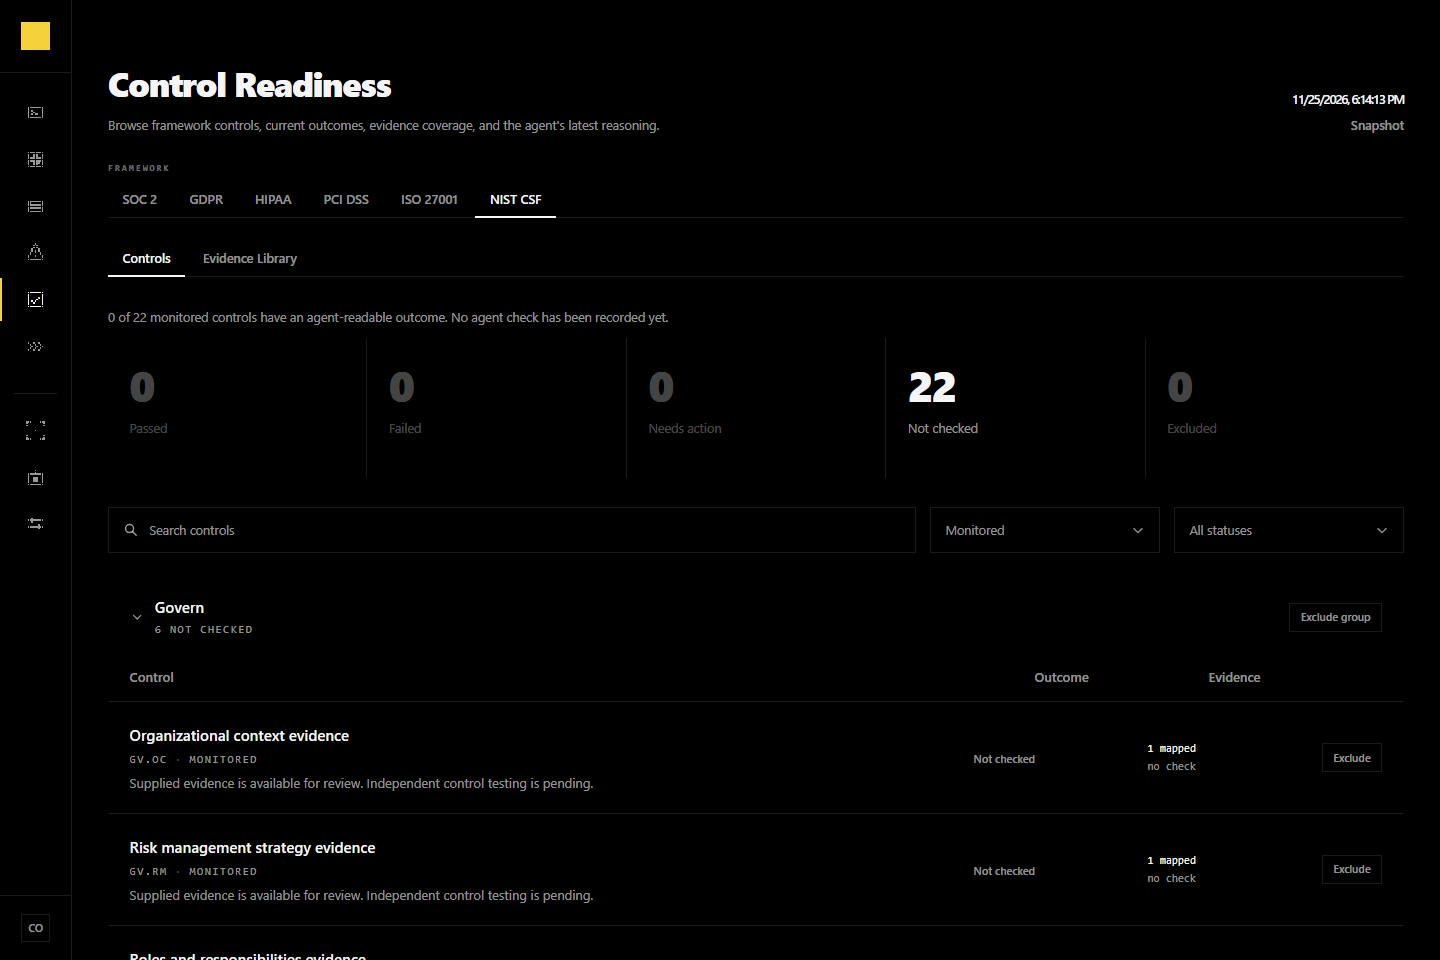 Control Readiness
11/25/2026, 6:14:13 PM
Browse framework controls, current outcomes, evidence coverage, and the agent's latest reasoning.
Snapshot
FRAMEWORK
SOC 2 GDPR HIPAA PCI DSS ISO 27001 NIST CSF
Controls Evidence Library
0 of 22 monitored controls have an agent-readable outcome. No agent check has been recorded yet.
0 0 0 22 0
Passed Failed Needs action Not checked Excluded
Search controls Monitored All statuses
Govern
6 NOT CHECKED
Exclude group
Control Outcome Evidence
Organizational context evidence
GV.OC · MONITORED
Supplied evidence is available for review. Independent control testing is pending.
Not checked
1 mapped
no check
Exclude
Risk management strategy evidence
GV.RM · MONITORED
Supplied evidence is available for review. Independent control testing is pending.
Not checked
1 mapped
no check
Exclude
Roles and responsibilities evidence
CO